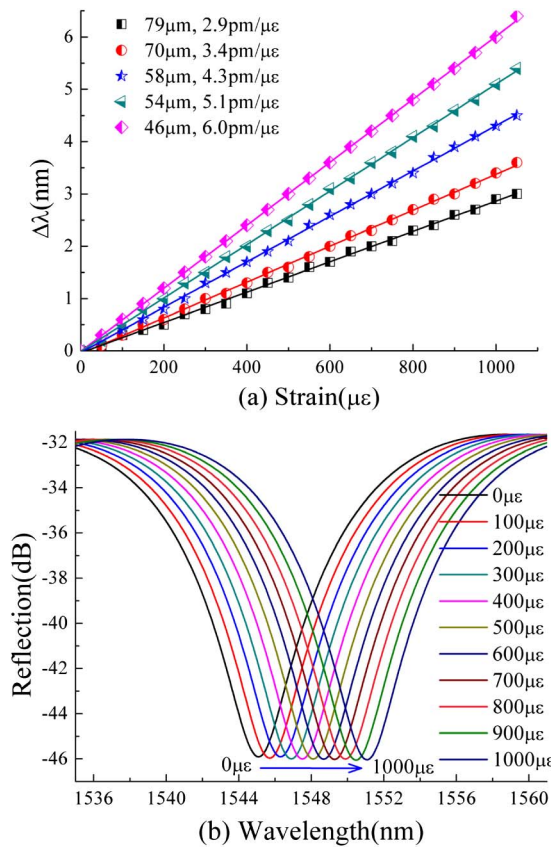 79μm, 2.9pm/με
70μm, 3.4pm/με
58μm, 4.3pm/με
54μm, 5.1pm/με
46μm, 6.0pm/με
Δλ(nm)
6
5
4
3
2
1
0
0 200 400 600 800 1000
(a) Strain(με)
Reflection(dB)
-32
-34
-36
-38
-40
-42
-44
-46
0με
100με
200με
300με
400με
500με
600με
700με
800με
900με
1000με
0με 1000με
1536 1540 1544 1548 1552 1556 1560
(b) Wavelength(nm)